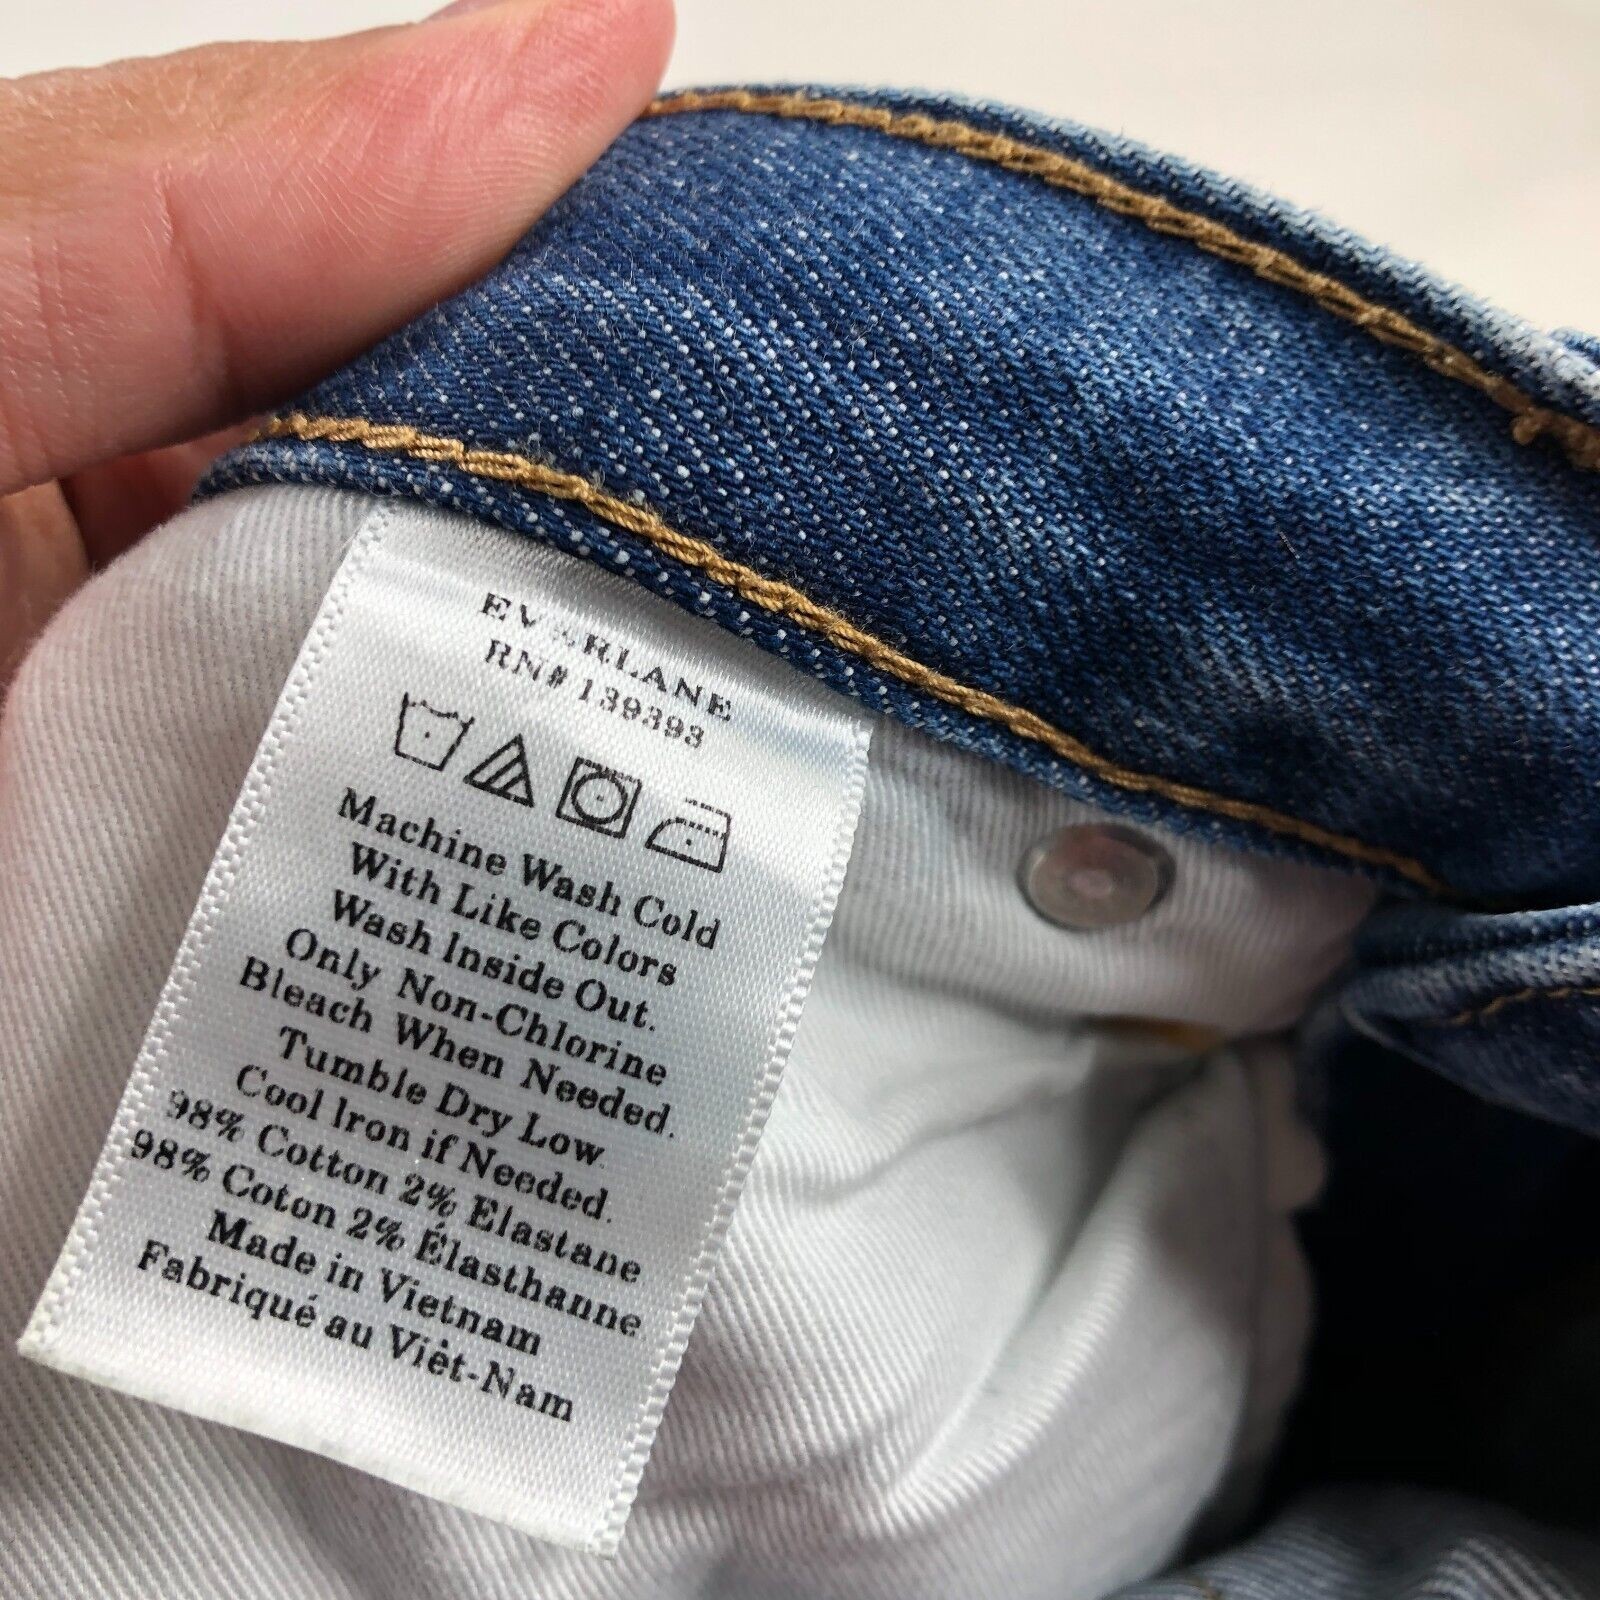 EVERLANE
RN# 139393
Machine Wash Cold
With Like Colors
Wash Inside Out.
Only Non-Chlorine
Bleach When Needed.
Tumble Dry Low.
Cool Iron if Needed.
98% Cotton 2% Elastane
98% Coton 2% Élasthanne
Made in Vietnam
Fabriqué au Viêt-Nam